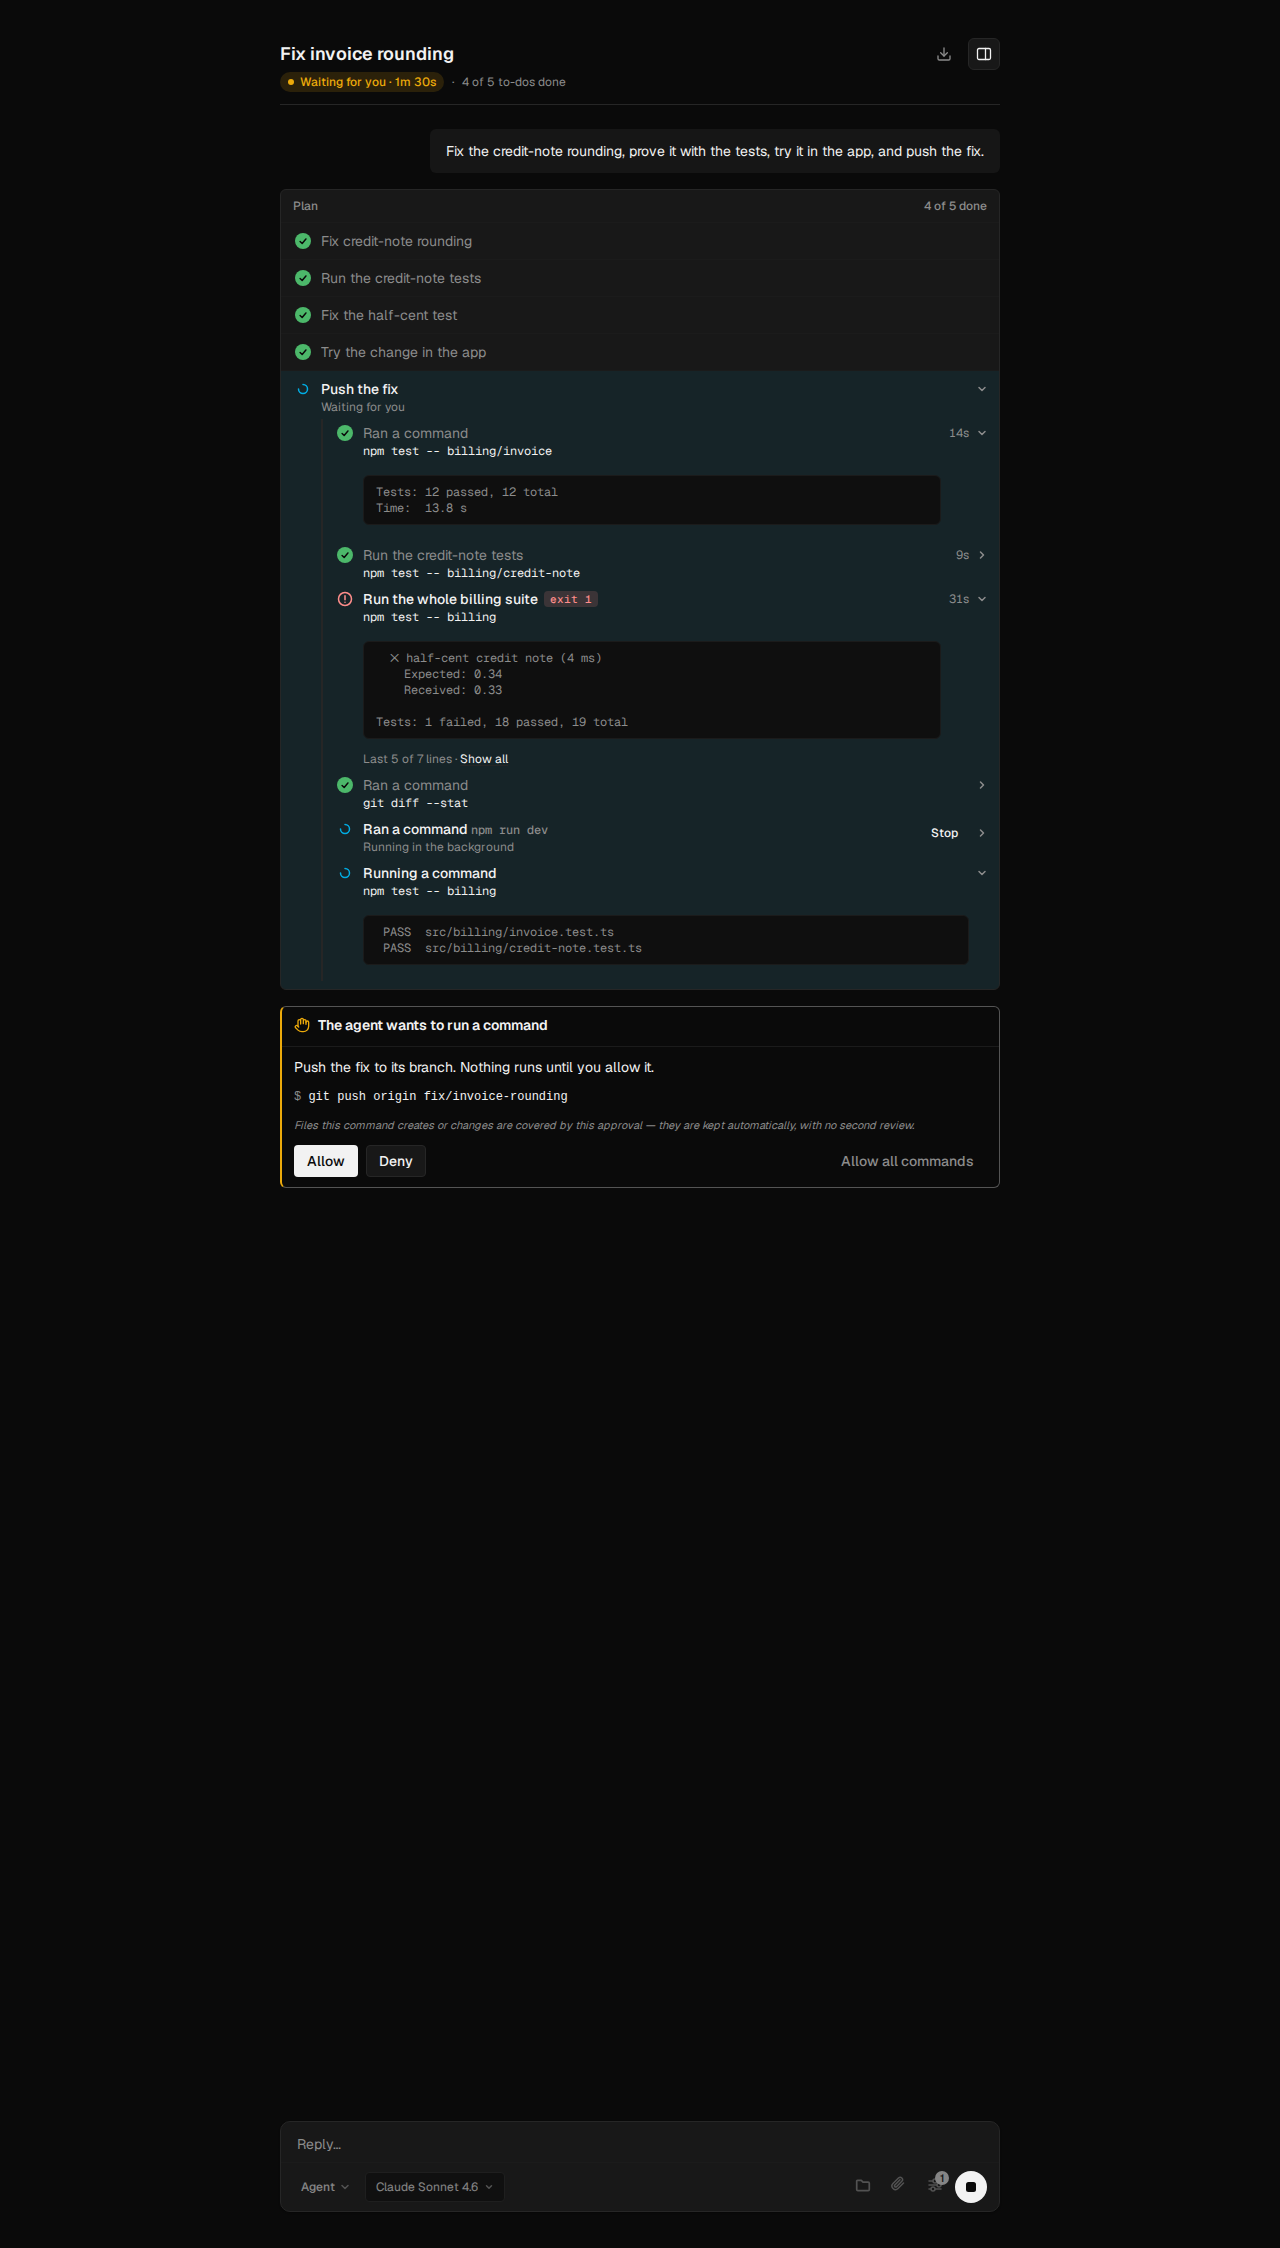 Fix invoice rounding
Waiting for you · 1m 30s · 4 of 5 to-dos done
Fix the credit-note rounding, prove it with the tests, try it in the app, and push the fix.
Plan 4 of 5 done
Fix credit-note rounding
Run the credit-note tests
Fix the half-cent test
Try the change in the app
Push the fix
Waiting for you
Ran a command 14s
npm test -- billing/invoice
Tests: 12 passed, 12 total
Time: 13.8 s
Run the credit-note tests 9s
npm test -- billing/credit-note
Run the whole billing suite exit 1 31s
npm test -- billing
× half-cent credit note (4 ms)
Expected: 0.34
Received: 0.33
Tests: 1 failed, 18 passed, 19 total
Last 5 of 7 lines · Show all
Ran a command
git diff --stat
Ran a command npm run dev Stop
Running in the background
Running a command
npm test -- billing
PASS src/billing/invoice.test.ts
PASS src/billing/credit-note.test.ts
The agent wants to run a command
Push the fix to its branch. Nothing runs until you allow it.
$ git push origin fix/invoice-rounding
Files this command creates or changes are covered by this approval — they are kept automatically, with no second review.
Allow Deny Allow all commands
Reply...
Agent Claude Sonnet 4.6 1